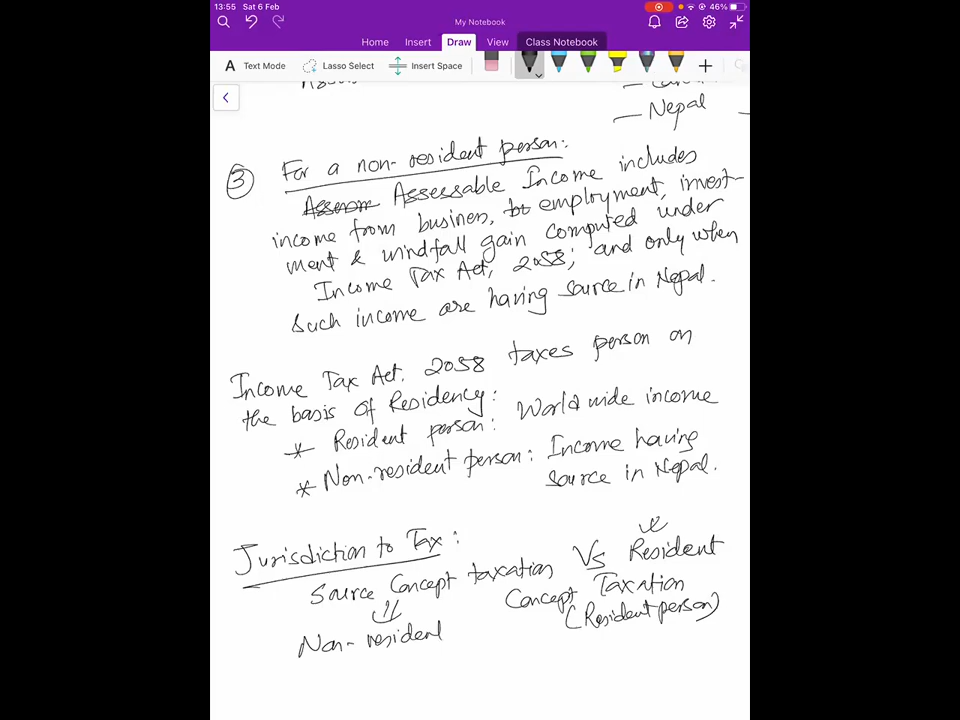 13:55 Sat 6 Feb
46%
My Notebook
Home Insert Draw View Class Notebook
A Text Mode Lasso Select Insert Space
— Nepal
③ For a non-resident person:
Assessable Income includes
income from business, employment, invest-
ment & windfall gain computed under
Income Tax Act, 2058; and only when
Such income are having source in Nepal.
Income Tax Act. 2058 taxes person on
the basis of Residency:
* Resident person: Worldwide income
* Non-resident person: Income having
source in Nepal.
Jurisdiction to Tax:
Source Concept taxation Vs Resident
Concept Taxation
(Resident person)
Non-resident